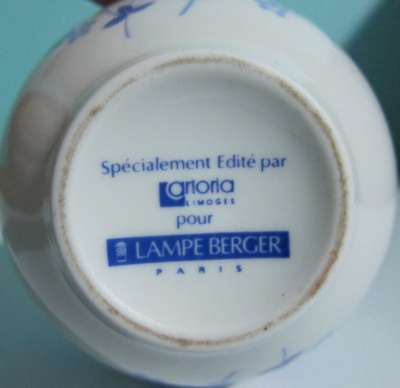 Spécialement Edité par
artoria
LIMOGES
pour
LAMPE BERGER
PARIS